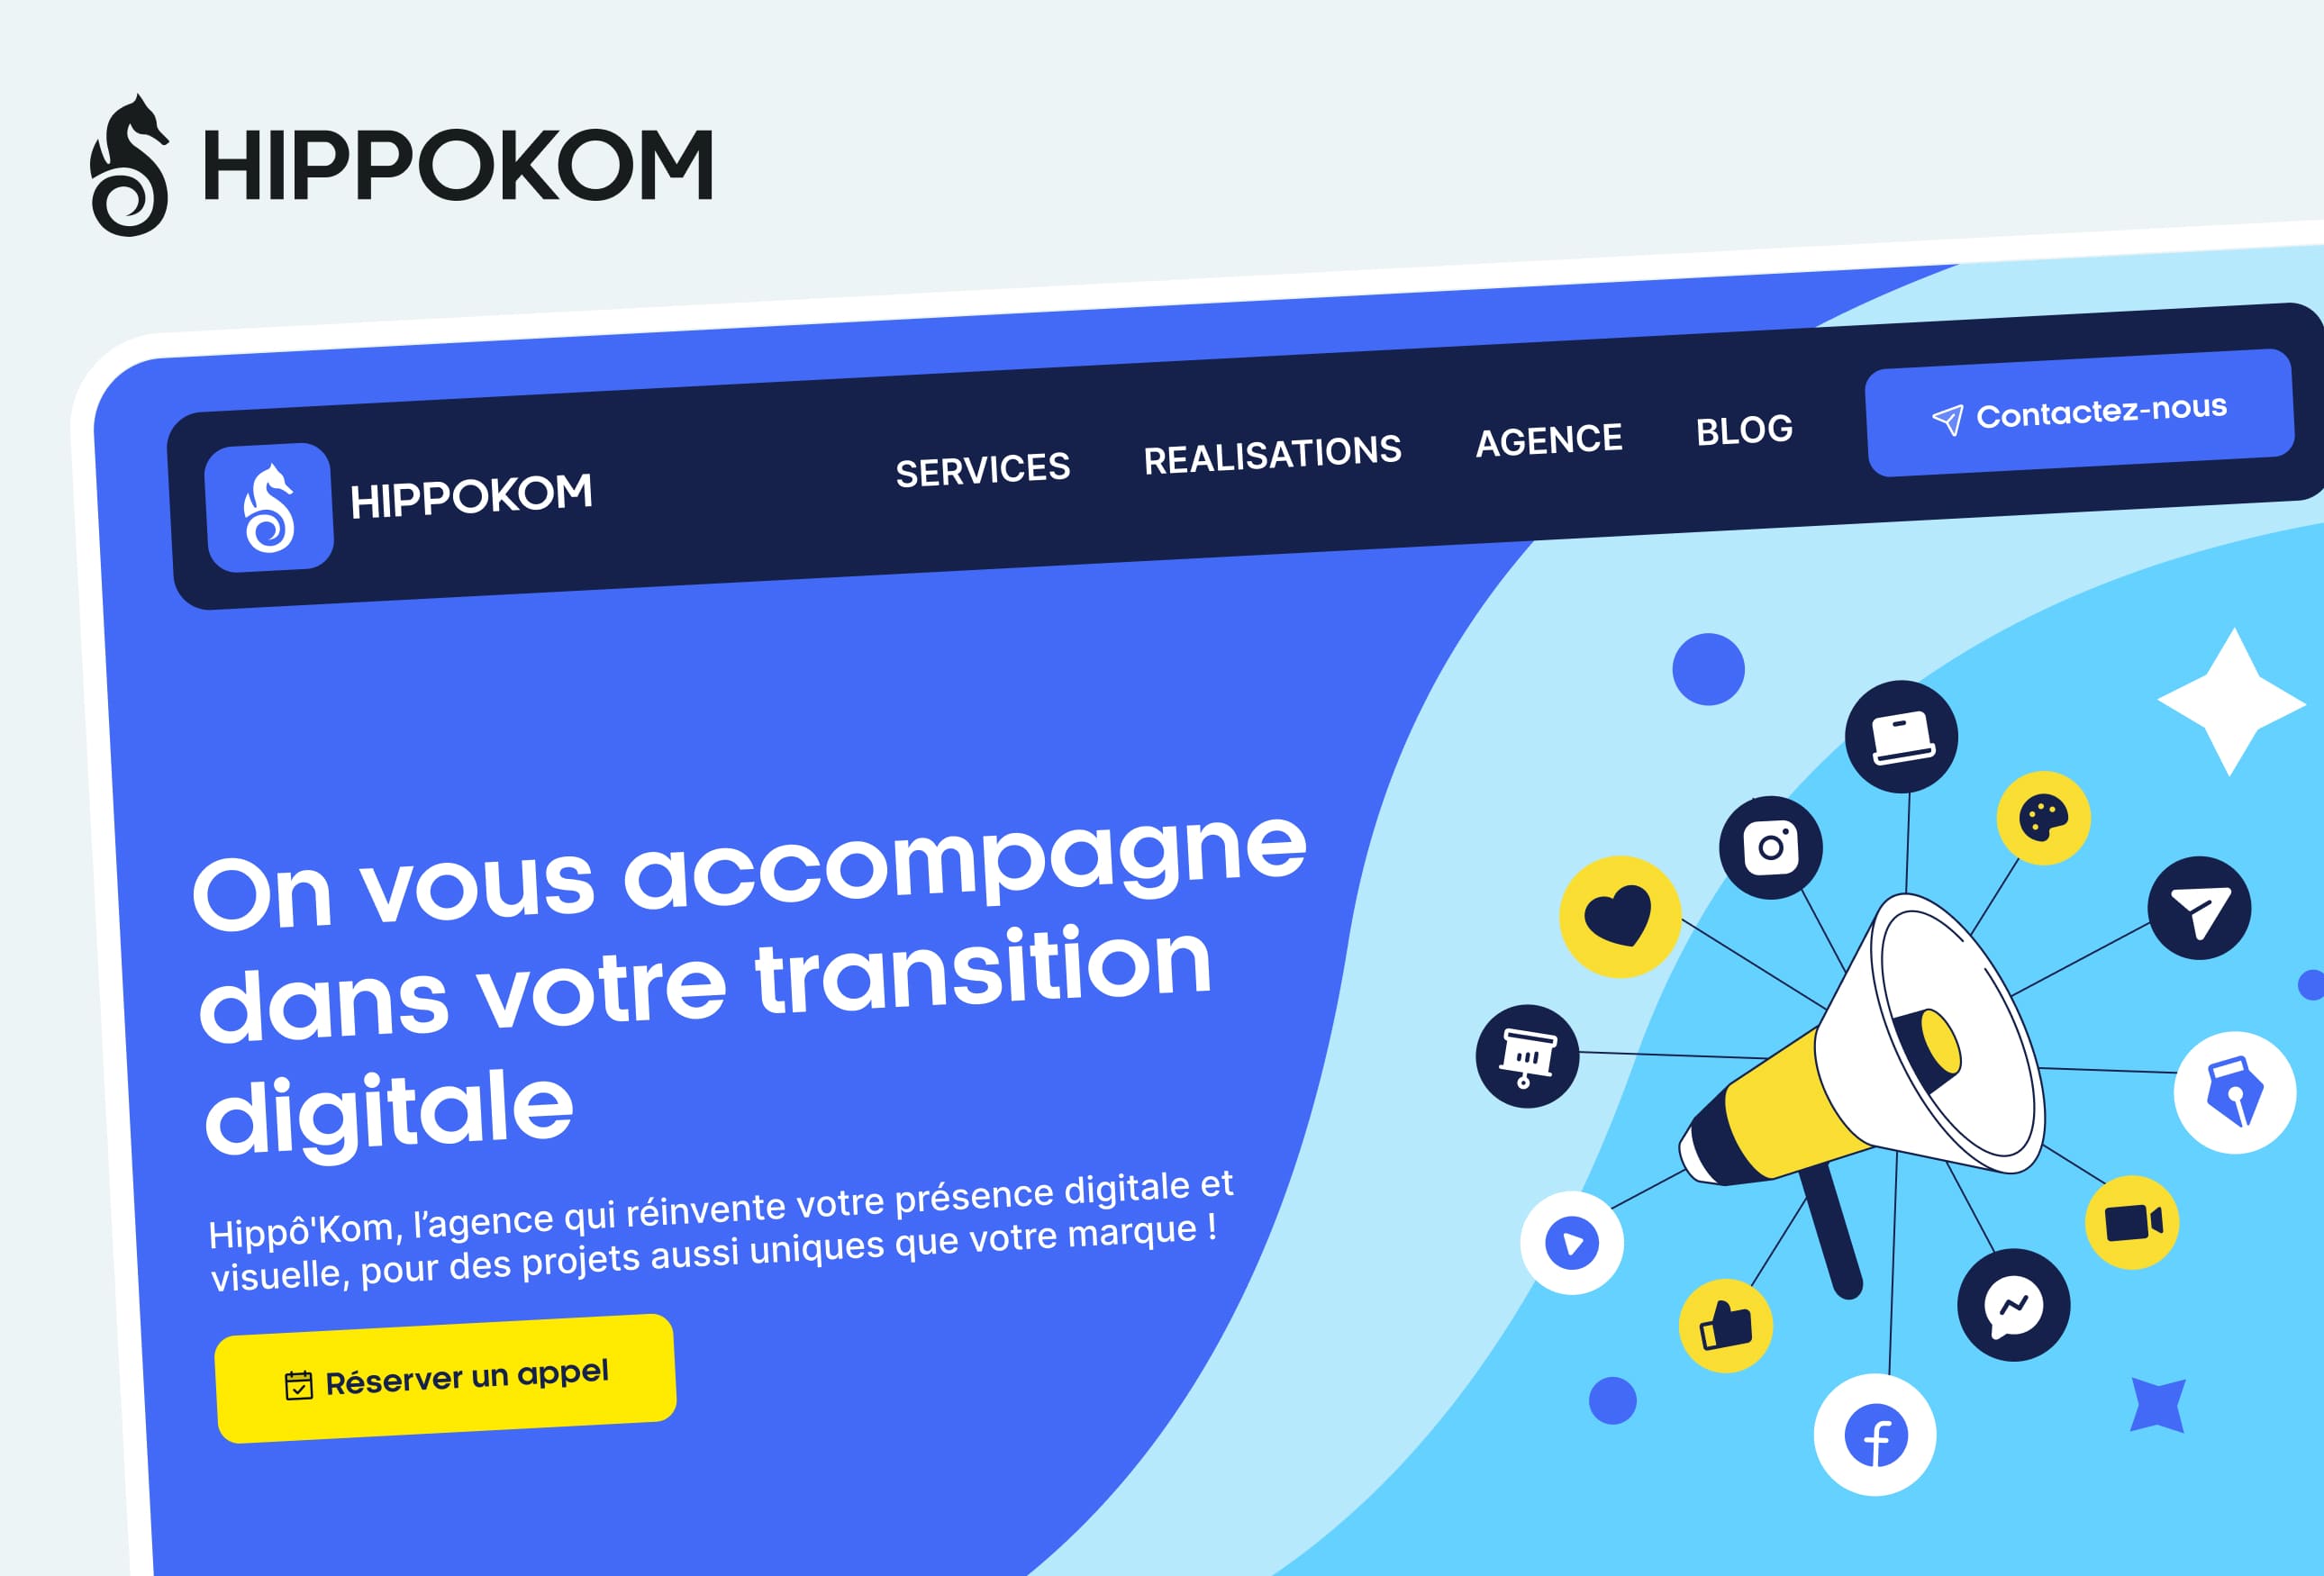 HIPPOKOM
HIPPOKOM
SERVICES
REALISATIONS
AGENCE
BLOG
Contactez-nous
On vous accompagne
dans votre transition
digitale
Hippô'Kom, l’agence qui réinvente votre présence digitale et
visuelle, pour des projets aussi uniques que votre marque !
Réserver un appel